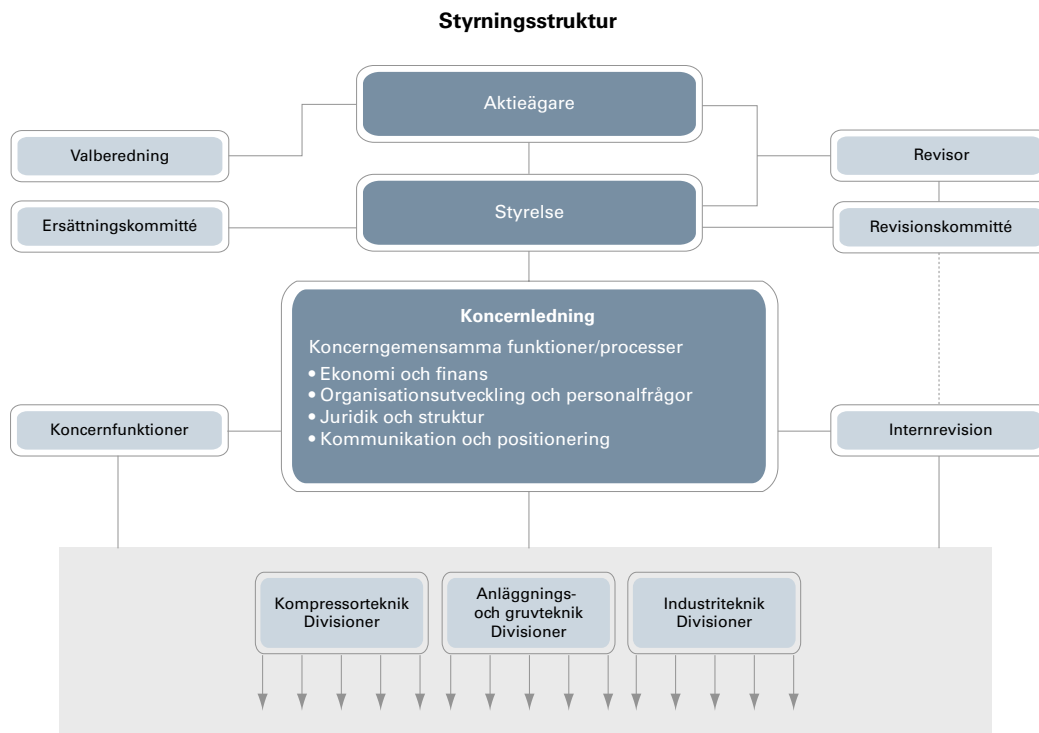 Styrningsstruktur
Aktieägare
Valberedning
Revisor
Styrelse
Ersättningskommitté
Revisionskommitté
Koncernledning
Koncerngemensamma funktioner/processer
• Ekonomi och finans
• Organisationsutveckling och personalfrågor
• Juridik och struktur
• Kommunikation och positionering
Koncernfunktioner
Internrevision
Kompressorteknik
Divisioner
Anläggnings-
och gruvteknik
Divisioner
Industriteknik
Divisioner